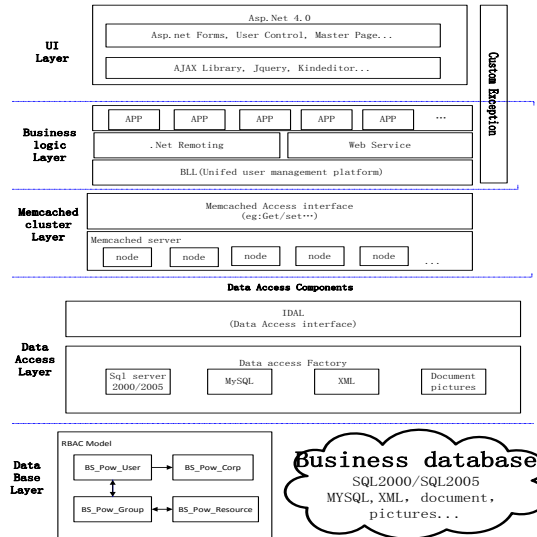 Asp.Net 4.0
Asp.net Forms, User Control, Master Page...
AJAX Library, Jquery, Kindeditor...
UI
Layer
Custom Exception
APP APP APP APP APP ...
.Net Remoting Web Service
BLL(Unifed user management platform)
Business
logic
Layer
Memcached Access interface
(eg:Get/set…)
Memcached server
node node node node node ...
Memcached
cluster
Layer
Data Access Components
IDAL
(Data Access interface)
Data access Factory
Sql server
2000/2005
MySQL
XML
Document
pictures
Data
Access
Layer
RBAC Model
BS_Pow_User BS_Pow_Corp
BS_Pow_Group BS_Pow_Resource
Data
Base
Layer
Business database
SQL2000/SQL2005
MYSQL,XML, document,
pictures...